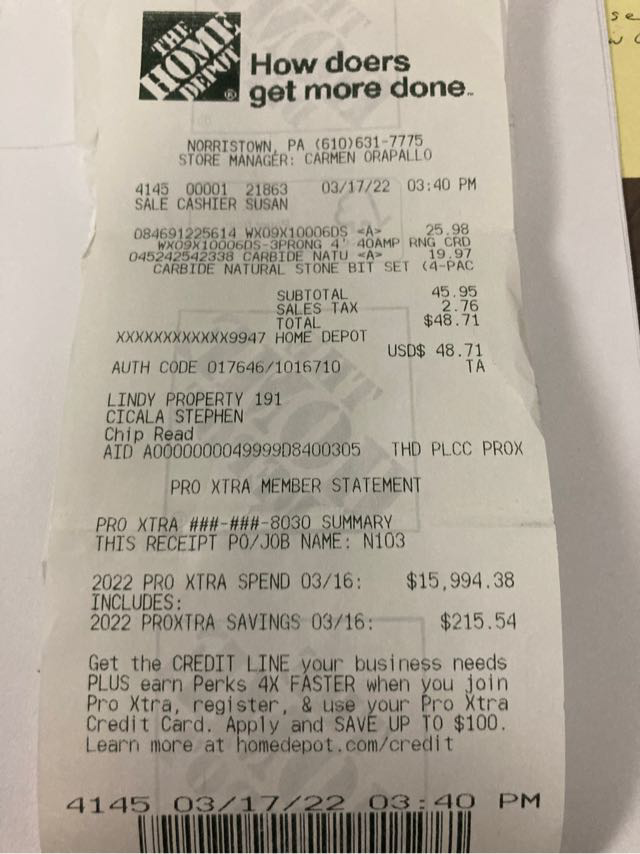 THE
HOME
DEPOT
®
How doers
get more done™
NORRISTOWN, PA (610)631-7775
STORE MANAGER: CARMEN ORAPALLO
4145 00001 21863 03/17/22 03:40 PM
SALE CASHIER SUSAN
084691225614 WX09X10006DS <A> 25.98
WX09X10006DS-3PRONG 4' 40AMP RNG CRD
045242542338 CARBIDE NATU <A> 19.97
CARBIDE NATURAL STONE BIT SET (4-PAC
SUBTOTAL 45.95
SALES TAX 2.76
TOTAL $48.71
XXXXXXXXXXXX9947 HOME DEPOT
USD$ 48.71
AUTH CODE 017646/1016710 TA
LINDY PROPERTY 191
CICALA STEPHEN
Chip Read
AID A0000000049999D8400305 THD PLCC PROX
PRO XTRA MEMBER STATEMENT
PRO XTRA ###-###-8030 SUMMARY
THIS RECEIPT PO/JOB NAME: N103
2022 PRO XTRA SPEND 03/16: $15,994.38
INCLUDES:
2022 PROXTRA SAVINGS 03/16: $215.54
Get the CREDIT LINE your business needs
PLUS earn Perks 4X FASTER when you join
Pro Xtra, register, & use your Pro Xtra
Credit Card. Apply and SAVE UP TO $100.
Learn more at homedepot.com/credit
4145 03/17/22 03:40 PM